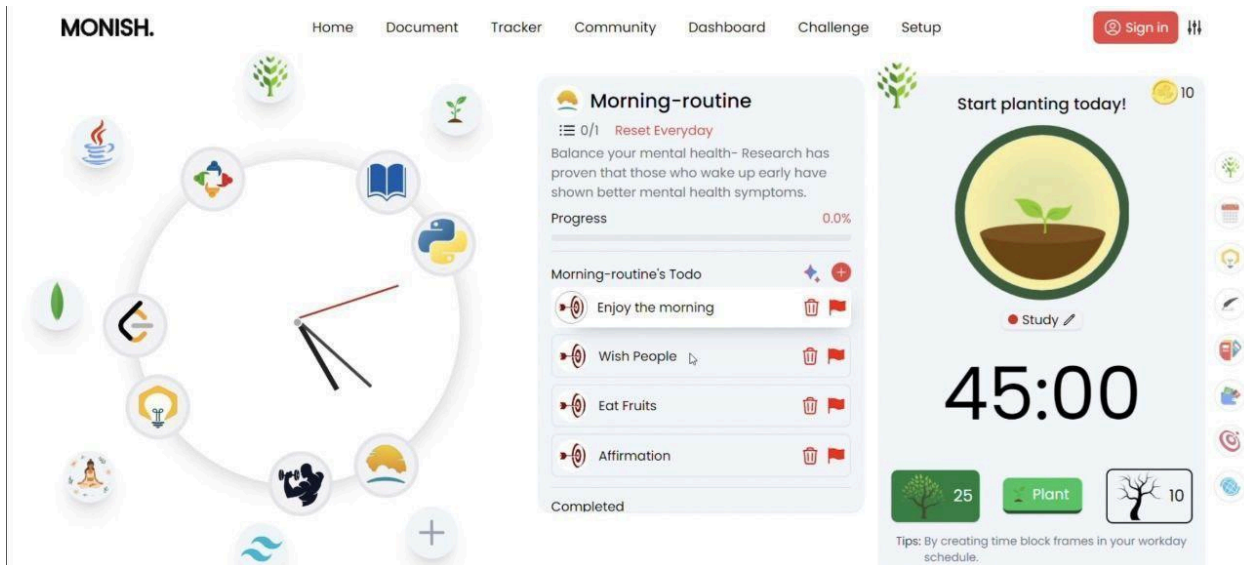 MONISH.
Home Document Tracker Community Dashboard Challenge Setup
Sign in
Morning-routine
0/1 Reset Everyday
Balance your mental health- Research has
proven that those who wake up early have
shown better mental health symptoms.
Progress 0.0%
Morning-routine's Todo
Enjoy the morning
Wish People
Eat Fruits
Affirmation
Completed
10
Start planting today!
Study
45:00
25 Plant 10
Tips: By creating time block frames in your workday
schedule.